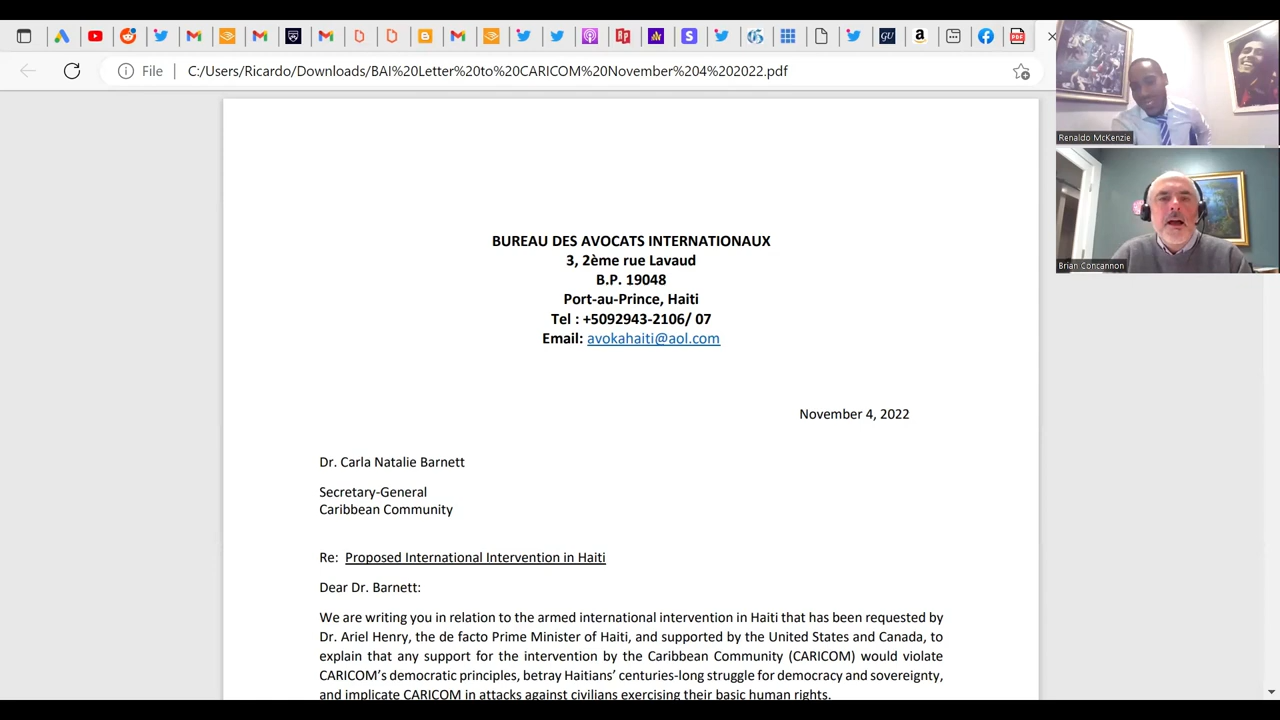 File
C:/Users/Ricardo/Downloads/BAI%20Letter%20to%20CARICOM%20November%204%202022.pdf
GU
a
PDF
Renaldo McKenzie
Brian Concannon
BUREAU DES AVOCATS INTERNATIONAUX
3, 2ème rue Lavaud
B.P. 19048
Port-au-Prince, Haiti
Tel : +5092943-2106/ 07
Email: avokahaiti@aol.com
November 4, 2022
Dr. Carla Natalie Barnett
Secretary-General
Caribbean Community
Re: Proposed International Intervention in Haiti
Dear Dr. Barnett:
We are writing you in relation to the armed international intervention in Haiti that has been requested by
Dr. Ariel Henry, the de facto Prime Minister of Haiti, and supported by the United States and Canada, to
explain that any support for the intervention by the Caribbean Community (CARICOM) would violate
CARICOM's democratic principles, betray Haitians' centuries-long struggle for democracy and sovereignty,
and implicate CARICOM in attacks against civilians exercising their basic human rights.